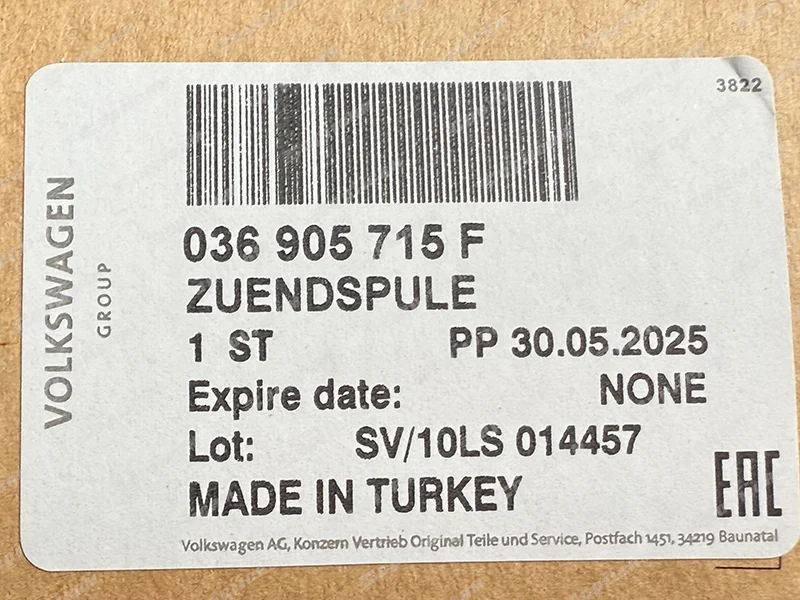 3822
VOLKSWAGEN
GROUP
036 905 715 F
ZUENDSPULE
1 ST PP 30.05.2025
Expire date: NONE
Lot: SV/10LS 014457
MADE IN TURKEY
EAC
Volkswagen AG, Konzern Vertrieb Original Teile und Service, Postfach 1451, 34219 Baunatal